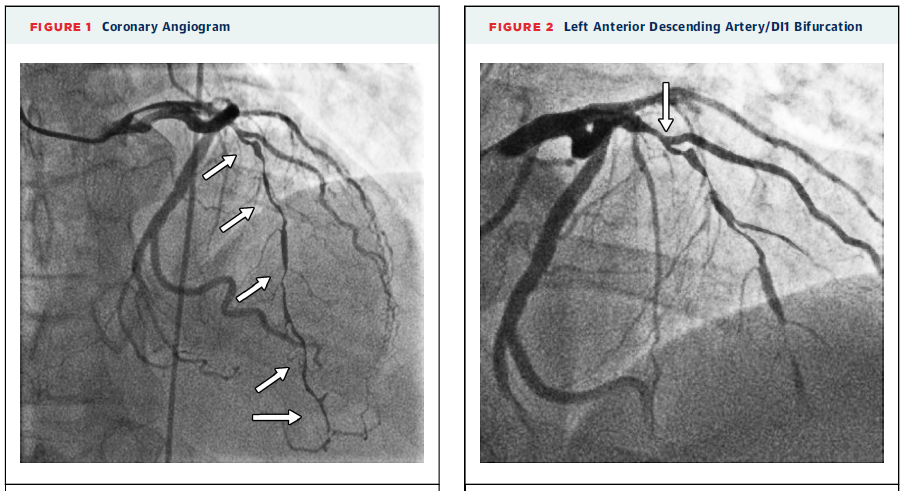 FIGURE 1 Coronary Angiogram
FIGURE 2 Left Anterior Descending Artery/DI1 Bifurcation